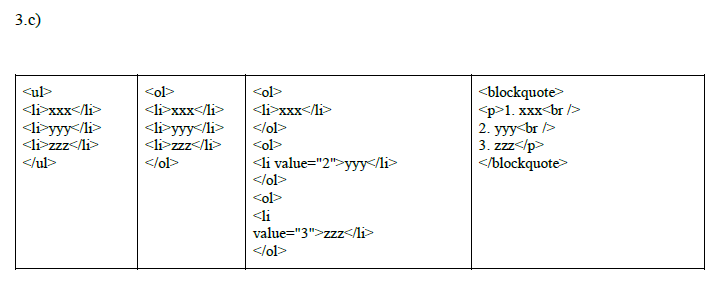 3.c)
<ul>
<li>xxx</li>
<li>yyy</li>
<li>zzz</li>
</ul>
<ol>
<li>xxx</li>
<li>yyy</li>
<li>zzz</li>
</ol>
<ol>
<li>xxx</li>
</ol>
<ol>
<li value="2">yyy</li>
</ol>
<ol>
<li
value="3">zzz</li>
</ol>
<blockquote>
<p>1. xxx<br />
2. yyy<br />
3. zzz</p>
</blockquote>